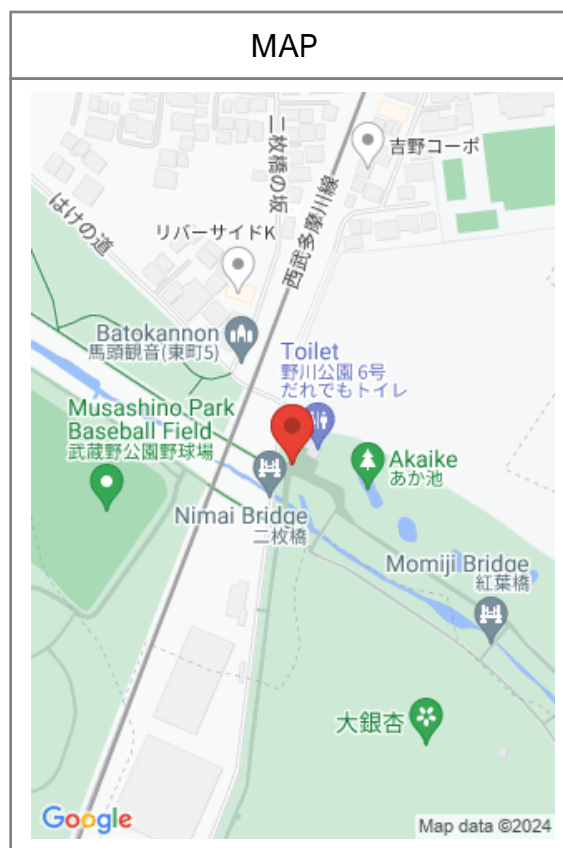 MAP
吉野コーポ
二枚橋の坂
はけの道
リバーサイドK
西武多摩川線
Batokannon
馬頭観音(東町5)
Toilet
野川公園 6号
だれでもトイレ
Musashino Park
Baseball Field
武蔵野公園野球場
Akaike
あか池
Nimai Bridge
二枚橋
Momiji Bridge
紅葉橋
大銀杏
Google
Map data ©2024